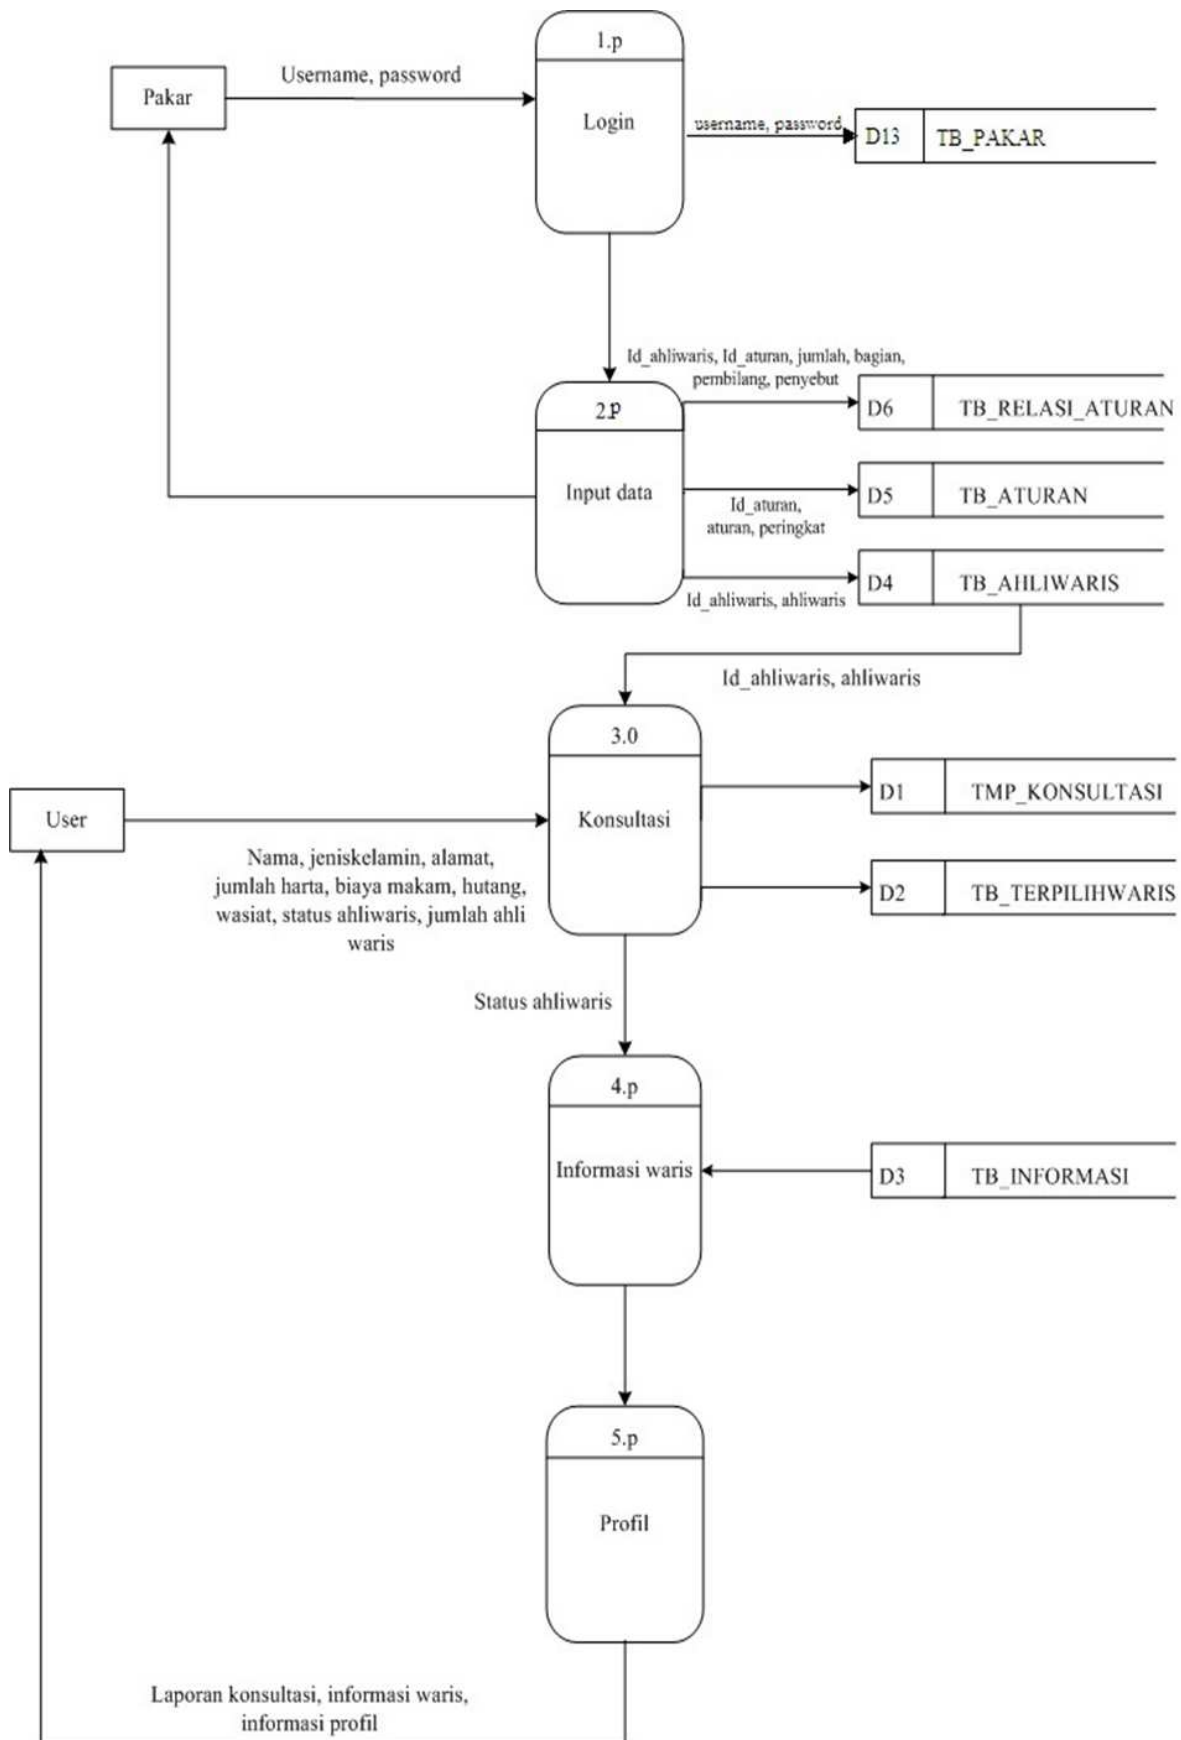 1.p
Username, password
Pakar
Login
username, password
D13 TB_PAKAR
Id_ahliwaris, Id_aturan, jumlah, bagian,
pembilang, penyebut
2.p
D6 TB_RELASI_ATURAN
Input data
D5 TB_ATURAN
Id_aturan,
aturan, peringkat
D4 TB_AHLIWARIS
Id_ahliwaris, ahliwaris
Id_ahliwaris, ahliwaris
3.0
D1 TMP_KONSULTASI
User
Konsultasi
Nama, jeniskelamin, alamat,
jumlah harta, biaya makam, hutang,
wasiat, status ahliwaris, jumlah ahli
waris
D2 TB_TERPILIHWARIS
Status ahliwaris
4.p
Informasi waris
D3 TB_INFORMASI
5.p
Profil
Laporan konsultasi, informasi waris,
informasi profil